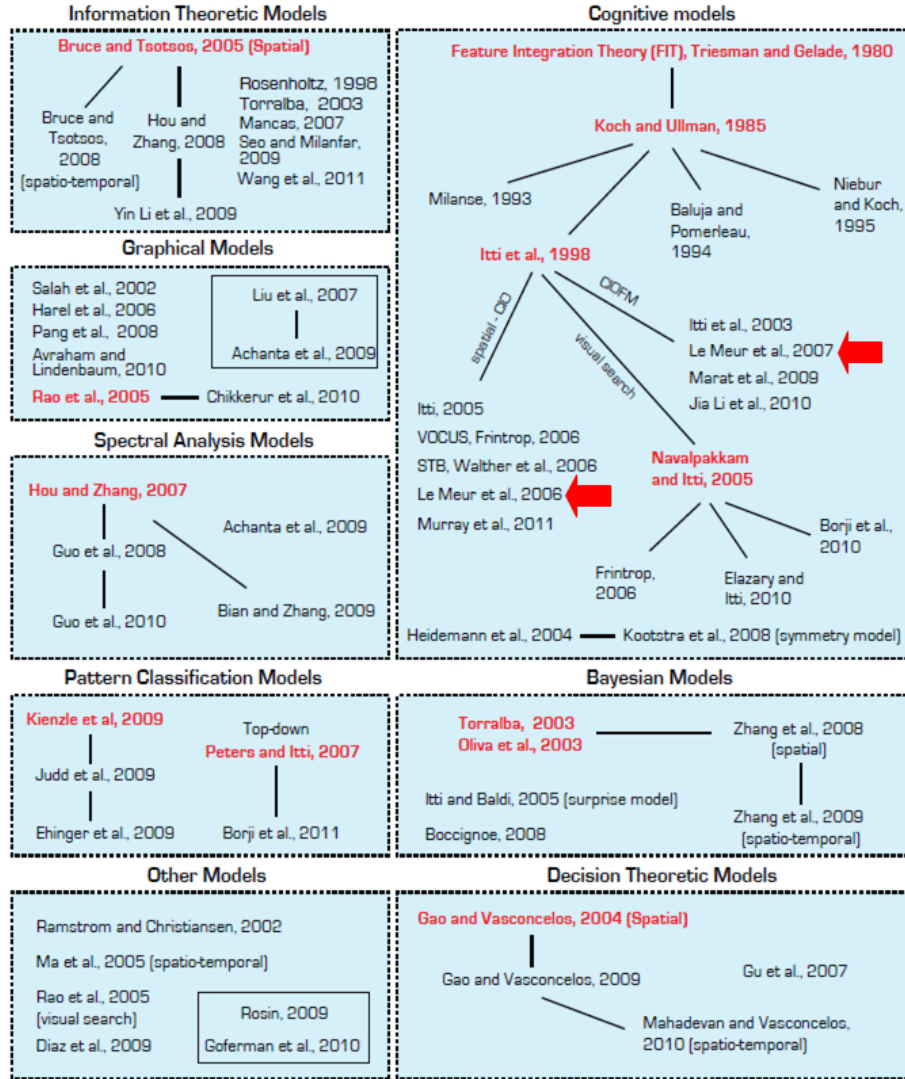 Information Theoretic Models
Bruce and Tsotsos, 2005 (Spatial)
Bruce and
Tsotsos,
2008
(spatio-temporal)
Hou and
Zhang, 2008
Rosenholtz, 1998
Torralba, 2003
Mancas, 2007
Seo and Milanfar,
2009
Wang et al., 2011
Yin Li et al., 2009
Graphical Models
Salah et al., 2002
Harel et al., 2006
Pang et al., 2008
Avraham and
Lindenbaum, 2010
Rao et al., 2005
Chikkerur et al., 2010
Liu et al., 2007
Achanta et al., 2009
Spectral Analysis Models
Hou and Zhang, 2007
Guo et al., 2008
Guo et al., 2010
Achanta et al., 2009
Bian and Zhang, 2009
Cognitive models
Feature Integration Theory (FIT), Triesman and Gelade, 1980
Koch and Ullman, 1985
Milanse, 1993
Itti et al., 1998
Baluja and
Pomerleau,
1994
Niebur
and Koch,
1995
spatial - CIO
visual search
CIOFM
Itti et al., 2003
Le Meur et al., 2007
Marat et al., 2009
Jia Li et al., 2010
Itti, 2005
VOCUS, Frintrop, 2006
STB, Walther et al., 2006
Le Meur et al., 2006
Murray et al., 2011
Navalpakkam
and Itti, 2005
Frintrop,
2006
Elazary and
Itti, 2010
Borji et al.,
2010
Heidemann et al., 2004
Kootstra et al., 2008 (symmetry model)
Pattern Classification Models
Kienzle et al, 2009
Judd et al., 2009
Ehinger et al., 2009
Top-down
Peters and Itti, 2007
Borji et al., 2011
Bayesian Models
Torralba, 2003
Oliva et al., 2003
Zhang et al., 2008
(spatial)
Itti and Baldi, 2005 (surprise model)
Boccignoe, 2008
Zhang et al., 2009
(spatio-temporal)
Other Models
Ramstrom and Christiansen, 2002
Ma et al., 2005 (spatio-temporal)
Rao et al., 2005
(visual search)
Diaz et al., 2009
Rosin, 2009
Goferman et al., 2010
Decision Theoretic Models
Gao and Vasconcelos, 2004 (Spatial)
Gao and Vasconcelos, 2009
Gu et al., 2007
Mahadevan and Vasconcelos,
2010 (spatio-temporal)